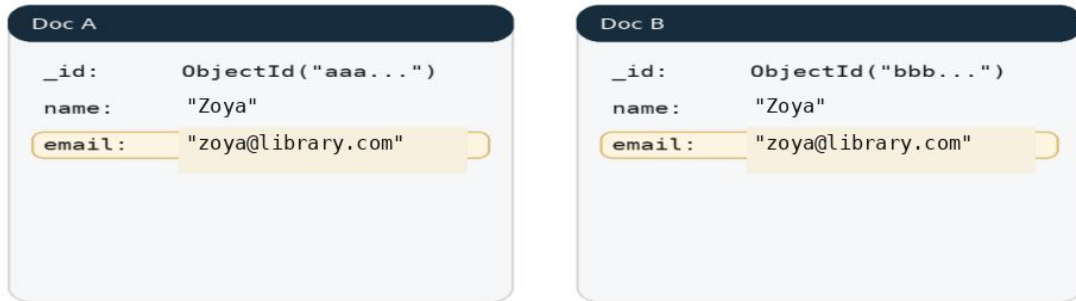 Doc A
_id: ObjectId("aaa...")
name: "Zoya"
email: "zoya@library.com"
Doc B
_id: ObjectId("bbb...")
name: "Zoya"
email: "zoya@library.com"